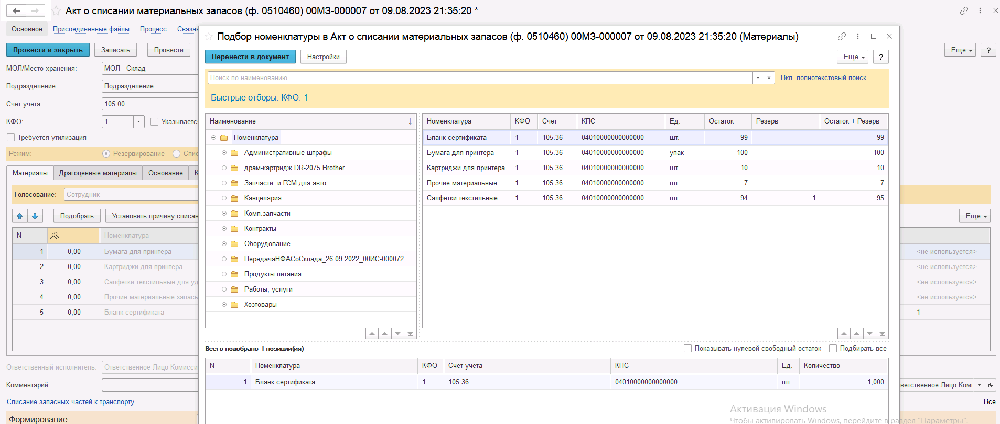 Акт о списании материальных запасов (ф. 0510460) 00МЗ-000007 от 09.08.2023 21:35:20 *
Основное Присоединенные файлы Процесс Связан
Провести и закрыть Записать Провести Еще ?
МОЛ/Место хранения: МОЛ - Склад
Подразделение: Подразделение
Счет учета: 105.00
КФО: 1 Указывается
Требуется утилизация
Режим: Резервирование Спис
Материалы Драгоценные материалы Основание К
Голосование: Сотрудник
Подобрать Установить причину списан Еще
N Номенклатура
1 0,00 Бумага для принтера <не используется>
2 0,00 Картриджи для принтера <не используется>
3 0,00 Салфетки текстильные для уд <не используется>
4 0,00 Прочие материальные запась <не используется>
5 0,00 Бланк сертификата 1
Ответственный исполнитель: Ответственное Лицо Комисси
Комментарий: тветственное Лицо Ком
Списание запасных частей к транспорту Все
Формирование
Подбор номенклатуры в Акт о списании материальных запасов (ф. 0510460) 00МЗ-000007 от 09.08.2023 21:35:20 (Материалы)
Перенести в документ Настройки Еще ?
Поиск по наименованию Вкл. полнотекстовый поиск
Быстрые отборы: КФО: 1
Наименование
Номенклатура
Административные штрафы
драм-картридж DR-2075 Brother
Запчасти и ГСМ для авто
Канцелярия
Комп.запчасти
Контракты
Оборудование
ПередачаНФАСоСклада_26.09.2022_00ИС-000072
Продукты питания
Работы, услуги
Хозтовары
Номенклатура КФО Счет КПС Ед. Остаток Резерв Остаток + Резерв
Бланк сертификата 1 105.36 04010000000000000 шт. 99 99
Бумага для принтера 1 105.36 04010000000000000 упак 100 100
Картриджи для принтера 1 105.36 04010000000000000 шт. 10 10
Прочие материальные ... 1 105.36 04010000000000000 шт. 7 7
Салфетки текстильные ... 1 105.36 04010000000000000 шт. 94 1 95
Всего подобрано 1 позиции(ия) Показывать нулевой свободный остаток Подбирать все
N Номенклатура КФО Счет учета КПС Ед. Количество
1 Бланк сертификата 1 105.36 04010000000000000 шт. 1,000
Активация Windows
Чтобы активировать Windows, перейдите в раздел "Параметры".